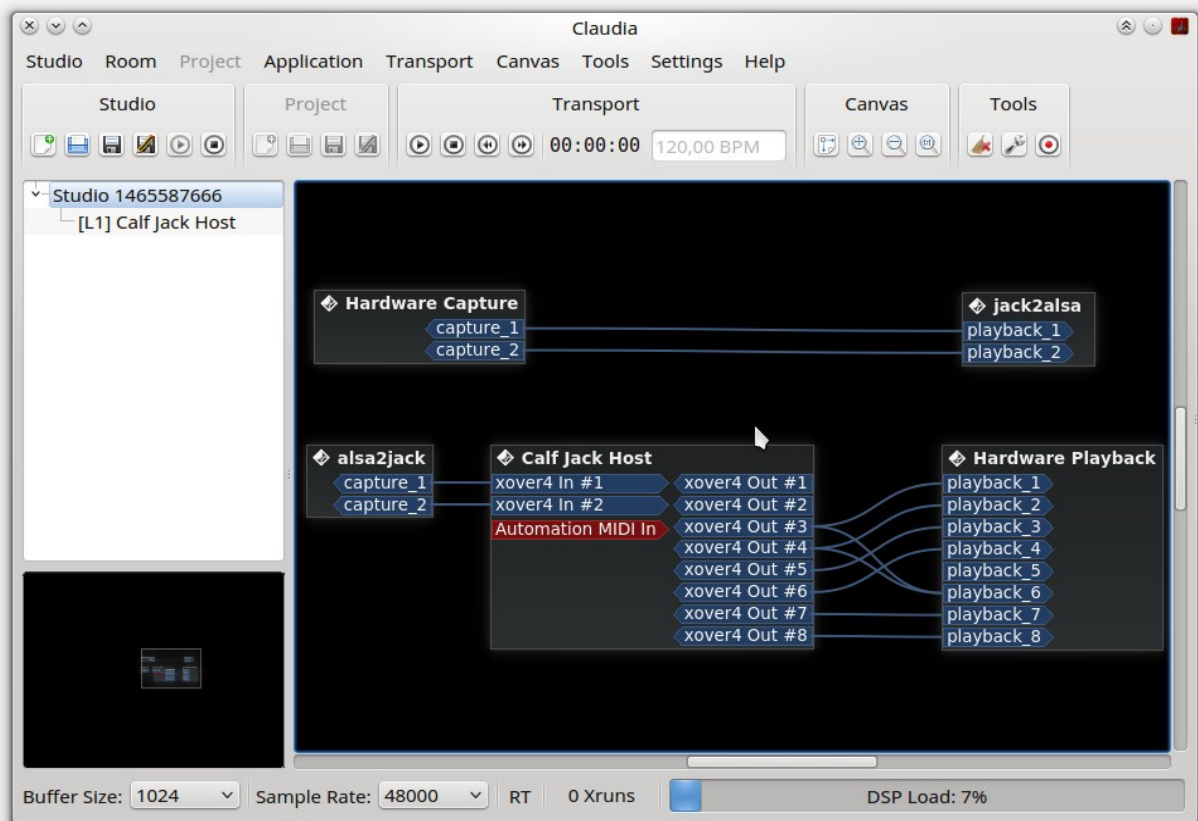 Claudia
Studio Room Project Application Transport Canvas Tools Settings Help
Studio Project Transport Canvas Tools
00:00:00 120,00 BPM
Studio 1465587666
[L1] Calf Jack Host
Hardware Capture
capture_1
capture_2
jack2alsa
playback_1
playback_2
alsa2jack
capture_1
capture_2
Calf Jack Host
xover4 In #1 xover4 Out #1
xover4 In #2 xover4 Out #2
Automation MIDI In xover4 Out #3
xover4 Out #4
xover4 Out #5
xover4 Out #6
xover4 Out #7
xover4 Out #8
Hardware Playback
playback_1
playback_2
playback_3
playback_4
playback_5
playback_6
playback_7
playback_8
Buffer Size: 1024 Sample Rate: 48000 RT 0 Xruns DSP Load: 7%